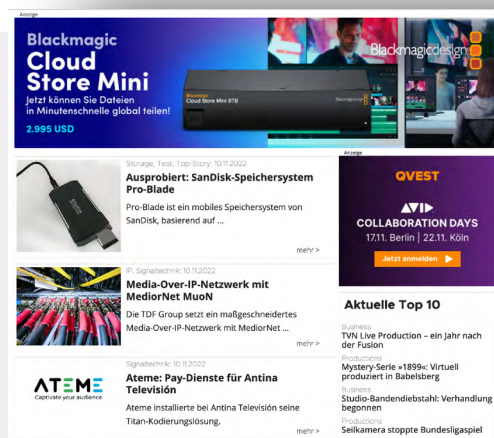 Anzeige
Blackmagic
Cloud
Store Mini
Jetzt können Sie Dateien
in Minutenschnelle global teilen!
2.995 USD
Blackmagicdesign
Cloud Store Mini 8TB
Storage, Test, Top-Story: 10.11.2022
Ausprobiert: SanDisk-Speichersystem
Pro-Blade
Pro-Blade ist ein mobiles Speichersystem von
SanDisk, basierend auf ...
mehr >
IP, Signaltechnik: 10.11.2022
Media-Over-IP-Netzwerk mit
MediorNet MuoN
Die TDF Group setzt ein maßgeschneidertes
Media-Over-IP-Netzwerk mit MediorNet ...
mehr >
Signaltechnik: 10.11.2022
Ateme: Pay-Dienste für Antina
Televisión
Ateme installierte bei Antina Televisión seine
Titan-Kodierungslösung.
mehr >
ATEME
Captivate your audience
Anzeige
QVEST
AVID
COLLABORATION DAYS
17.11. Berlin | 22.11. Köln
Jetzt anmelden
Aktuelle Top 10
Business
TVN Live Production – ein Jahr nach
der Fusion
Productions
Mystery-Serie »1899«: Virtuell
produziert in Babelsberg
Business
Studio-Bandendiebstahl: Verhandlung
begonnen
Productions
Seilkamera stoppte Bundesligaspiel